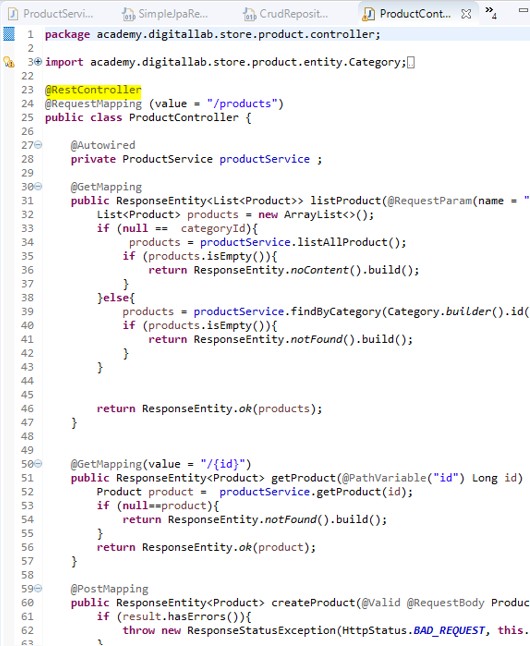 ProductServi... SimpleJpaRe... CrudReposit... ProductCont... »4
1 package academy.digitallab.store.product.controller;
2
3 import academy.digitallab.store.product.entity.Category;
22
23 @RestController
24 @RequestMapping (value = "/products")
25 public class ProductController {
26
27 @Autowired
28 private ProductService productService ;
29
30 @GetMapping
31 public ResponseEntity<List<Product>> listProduct(@RequestParam(name = "
32 List<Product> products = new ArrayList<>();
33 if (null == categoryId){
34 products = productService.listAllProduct();
35 if (products.isEmpty()){
36 return ResponseEntity.noContent().build();
37 }
38 }else{
39 products = productService.findByCategory(Category.builder().id(
40 if (products.isEmpty()){
41 return ResponseEntity.notFound().build();
42 }
43 }
44
45
46 return ResponseEntity.ok(products);
47 }
48
49
50 @GetMapping(value = "/{id}")
51 public ResponseEntity<Product> getProduct(@PathVariable("id") Long id)
52 Product product = productService.getProduct(id);
53 if (null==product){
54 return ResponseEntity.notFound().build();
55 }
56 return ResponseEntity.ok(product);
57 }
58
59 @PostMapping
60 public ResponseEntity<Product> createProduct(@Valid @RequestBody Produc
61 if (result.hasErrors()){
62 throw new ResponseStatusException(HttpStatus.BAD_REQUEST, this.
63 }